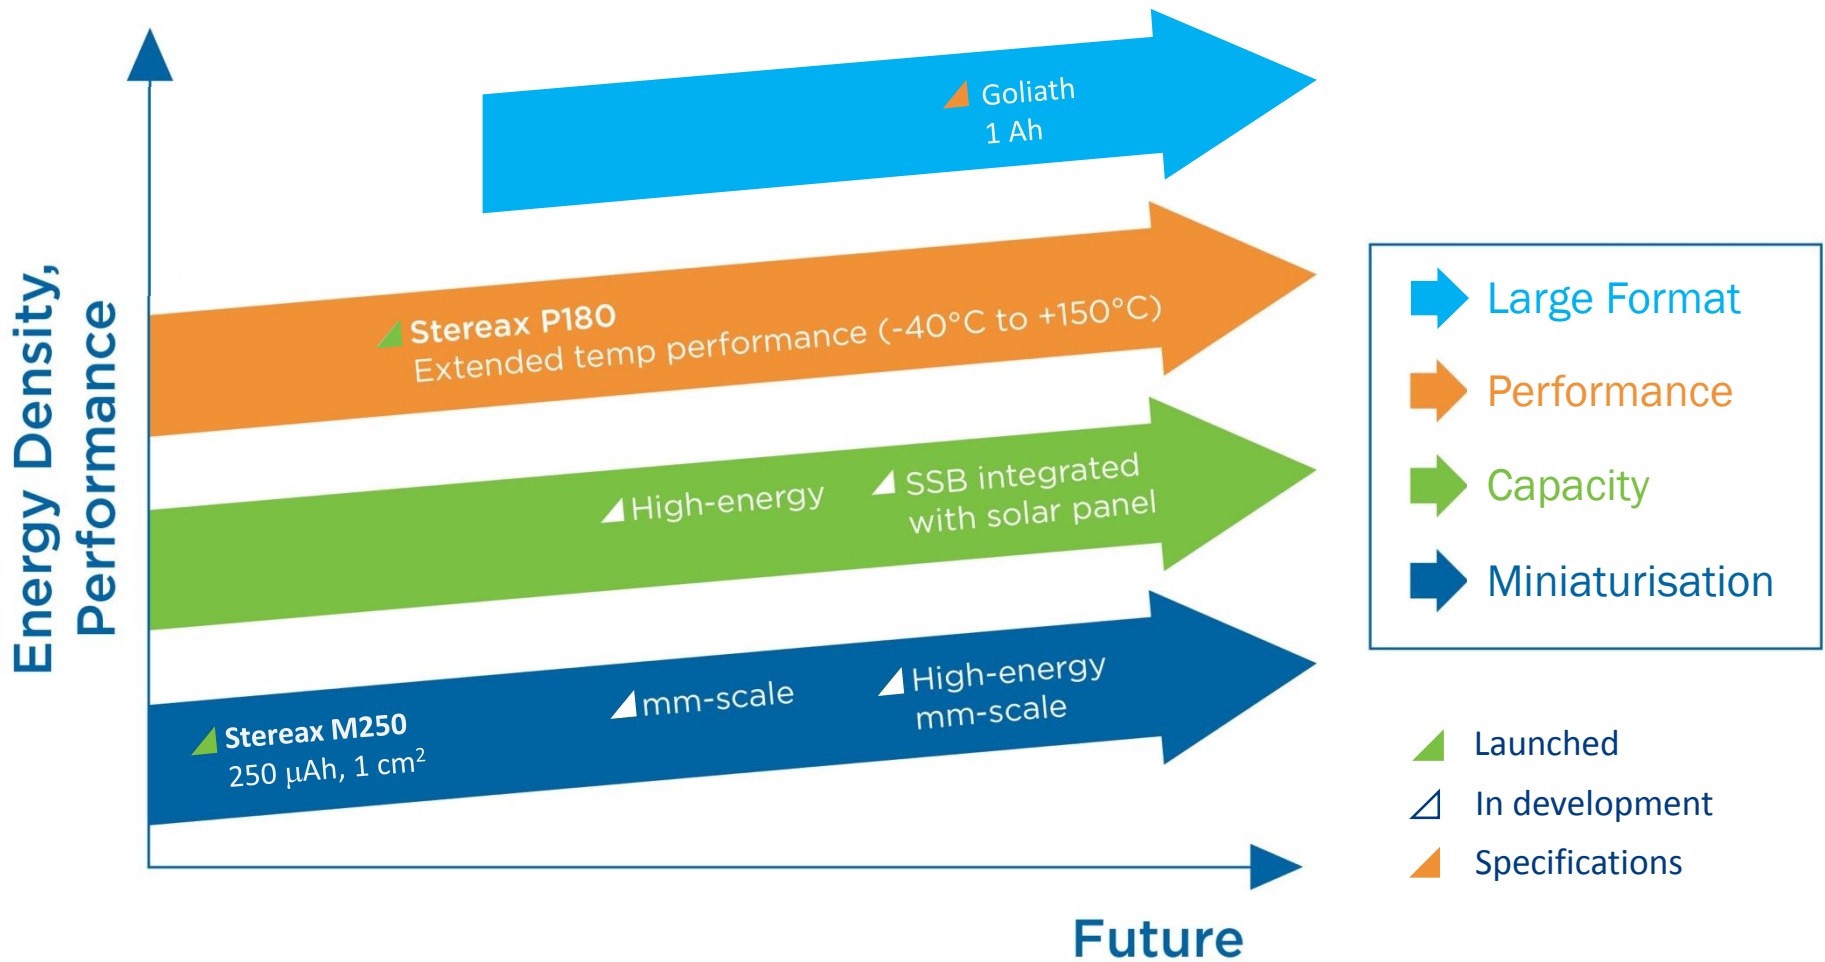 Energy Density,
Performance
Goliath
1 Ah
Stereax P180
Extended temp performance (-40°C to +150°C)
High-energy
SSB integrated
with solar panel
Stereax M250
250 μAh, 1 cm²
mm-scale
High-energy
mm-scale
Future
Large Format
Performance
Capacity
Miniaturisation
Launched
In development
Specifications